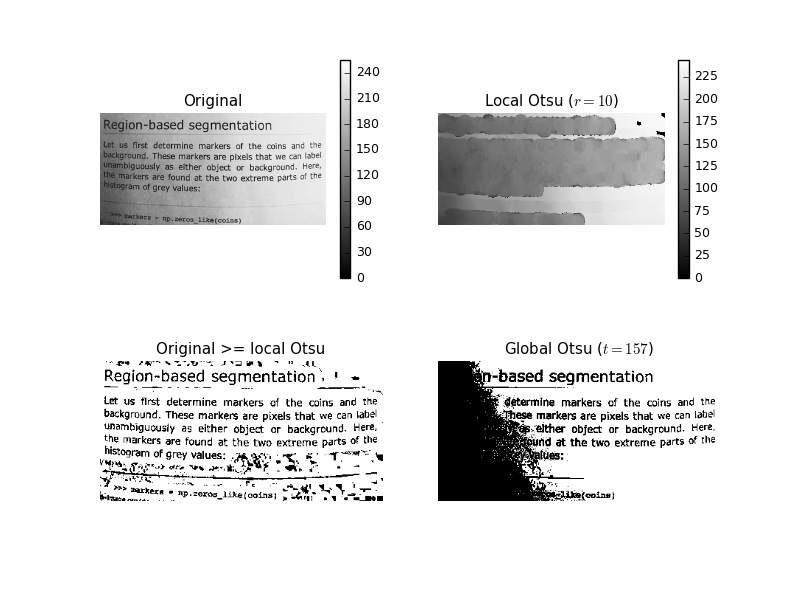 Original
240
210
180
150
120
90
60
30
0
Region-based segmentation
Let us first determine markers of the coins and the
background. These markers are pixels that we can label
unambiguously as either object or background. Here,
the markers are found at the two extreme parts of the
histogram of grey values:
>>> markers = np.zeros_like(coins)
Local Otsu (r = 10)
225
200
175
150
125
100
75
50
25
0
Original >= local Otsu
Region-based segmentation
Let us first determine markers of the coins and the
background. These markers are pixels that we can label
unambiguously as either object or background. Here,
the markers are found at the two extreme parts of the
histogram of grey values:
>>> markers = np.zeros_like(coins)
Global Otsu (t = 157)
n-based segmentation
determine markers of the coins and the
These markers are pixels that we can label
as either object or background. Here,
found at the two extreme parts of the
values:
zeros_like(coins)